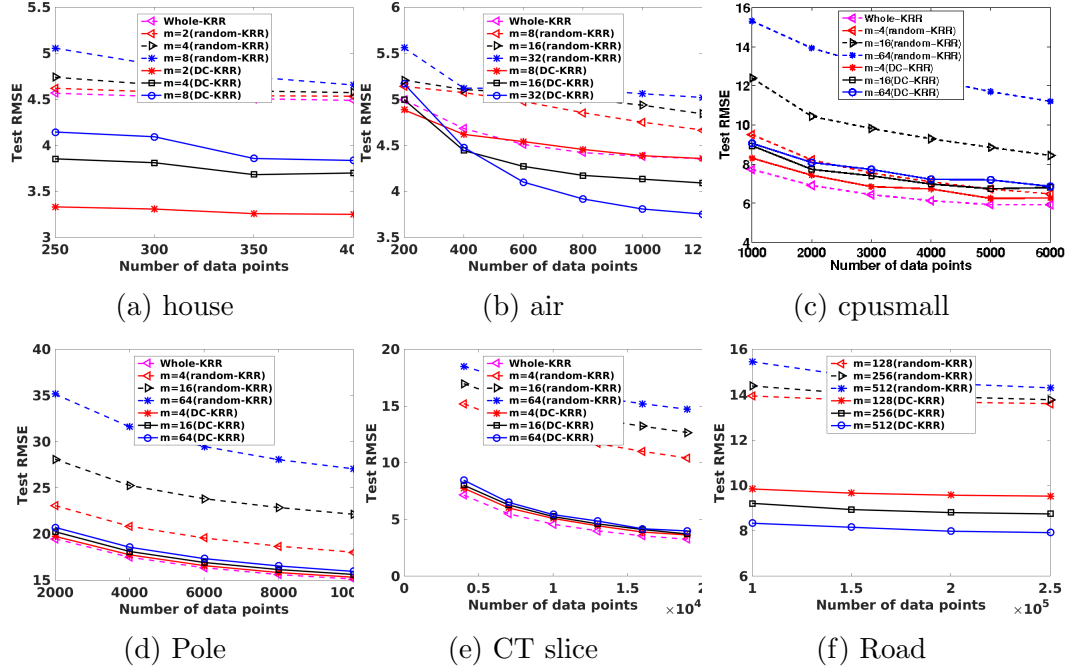 5.5
5
4.5
4
3.5
3
250
300
350
Test RMSE
Number of data points
Whole-KRR
m=2(random-KRR)
m=4(random-KRR)
m=8(random-KRR)
m=2(DC-KRR)
m=4(DC-KRR)
m=8(DC-KRR)
(a) house
6
5.5
5
4.5
4
3.5
200
400
600
800
1000
Test RMSE
Number of data points
Whole-KRR
m=8(random-KRR)
m=16(random-KRR)
m=32(random-KRR)
m=8(DC-KRR)
m=16(DC-KRR)
m=32(DC-KRR)
(b) air
16
14
12
10
8
6
4
1000
2000
3000
4000
5000
6000
Test RMSE
Number of data points
Whole-KRR
m=4(random-KRR)
m=16(random-KRR)
m=64(random-KRR)
m=4(DC-KRR)
m=16(DC-KRR)
m=64(DC-KRR)
(c) cpusmall
40
35
30
25
20
15
2000
4000
6000
8000
Test RMSE
Number of data points
Whole-KRR
m=4(random-KRR)
m=16(random-KRR)
m=64(random-KRR)
m=4(DC-KRR)
m=16(DC-KRR)
m=64(DC-KRR)
(d) Pole
20
15
10
5
0
0.5
1
1.5
×10⁴
Test RMSE
Number of data points
Whole-KRR
m=4(random-KRR)
m=16(random-KRR)
m=64(random-KRR)
m=4(DC-KRR)
m=16(DC-KRR)
m=64(DC-KRR)
(e) CT slice
16
14
12
10
8
6
1
1.5
2
2.5
×10⁵
Test RMSE
Number of data points
m=128(random-KRR)
m=256(random-KRR)
m=512(random-KRR)
m=128(DC-KRR)
m=256(DC-KRR)
m=512(DC-KRR)
(f) Road